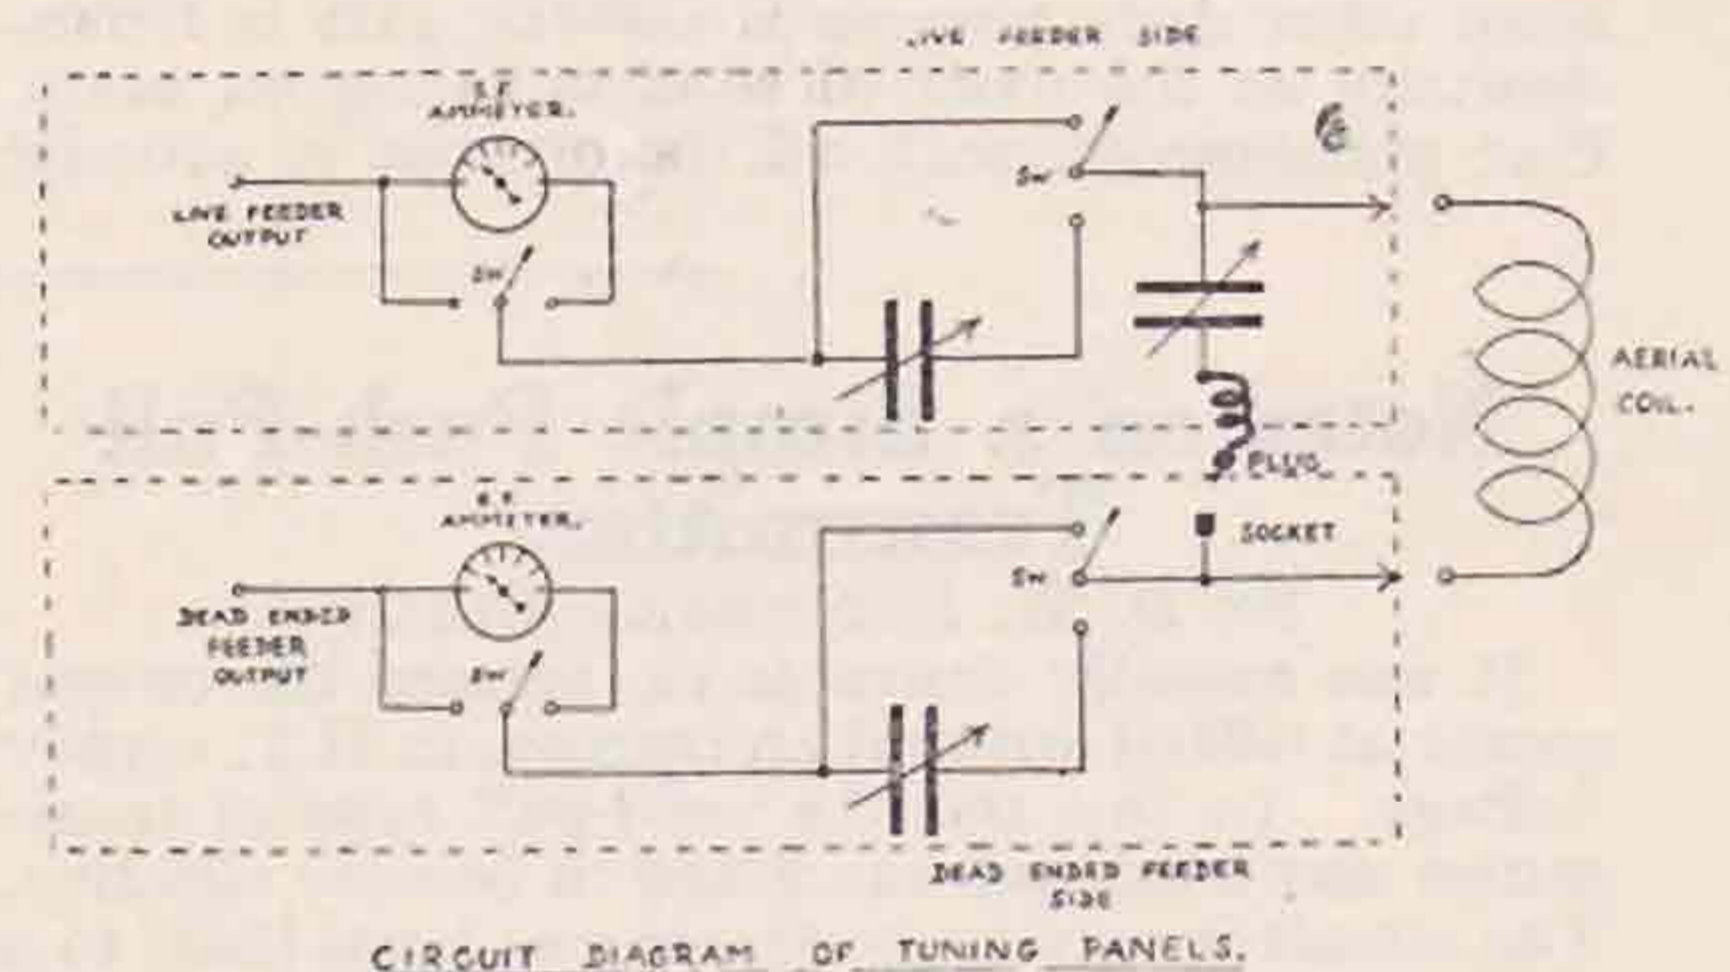 LIVE FEEDER SIDE
AMMETER.
LIVE FEEDER
OUTPUT
SW
SW
AERIAL
COIL.
PLUG.
R.F.
AMMETER.
SOCKET
SW
DEAD ENDED
FEEDER
OUTPUT
SW
DEAD ENDED FEEDER
SIDE
CIRCUIT DIAGRAM OF TUNING PANELS.